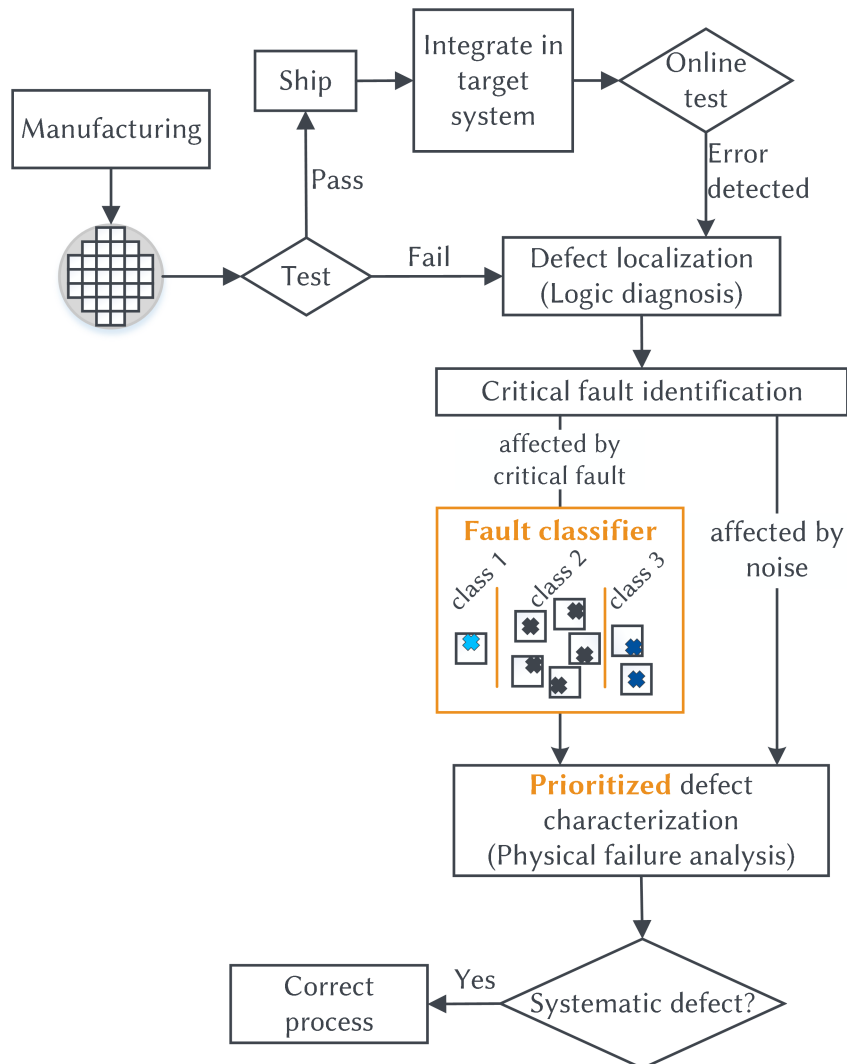 Manufacturing
Ship
Integrate in
target
system
Online
test
Pass
Error
detected
Test
Fail
Defect localization
(Logic diagnosis)
Critical fault identification
affected by
critical fault
affected by
noise
Fault classifier
class 1
class 2
class 3
Prioritized defect
characterization
(Physical failure analysis)
Systematic defect?
Yes
Correct
process